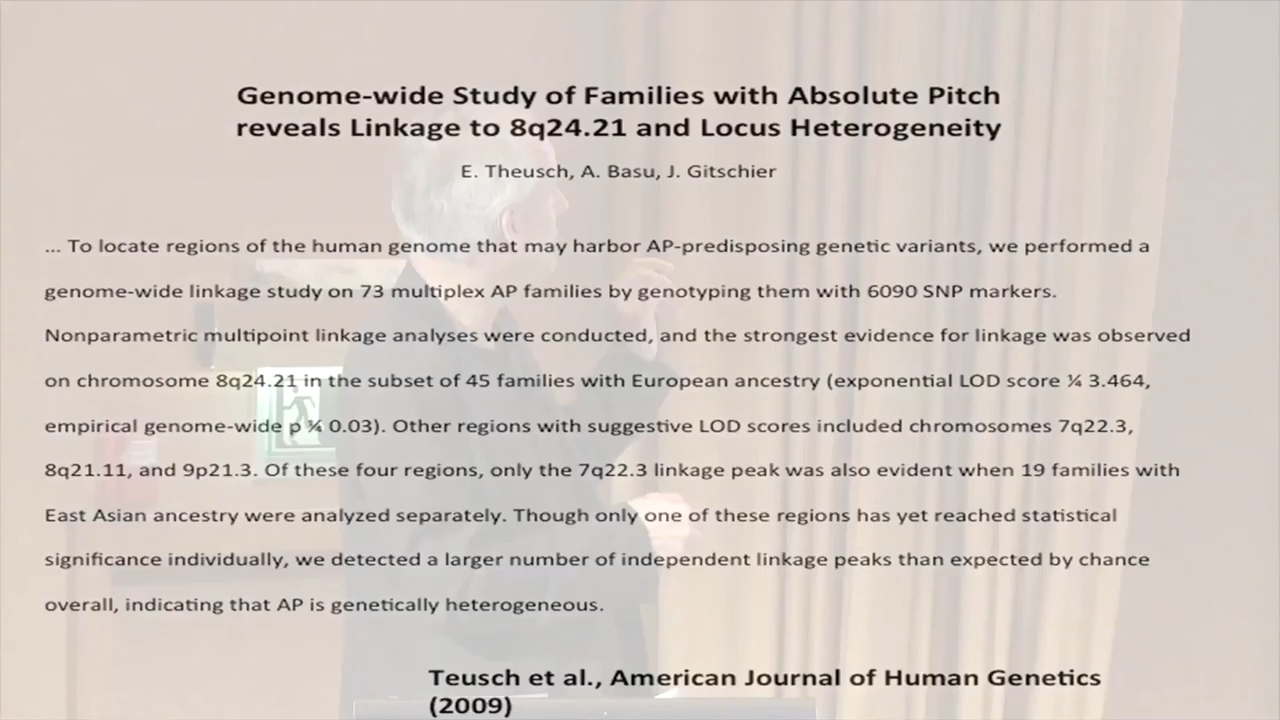 Genome-wide Study of Families with Absolute Pitch
reveals Linkage to 8q24.21 and Locus Heterogeneity
E. Theusch, A. Basu, J. Gitschier
... To locate regions of the human genome that may harbor AP-predisposing genetic variants, we performed a
genome-wide linkage study on 73 multiplex AP families by genotyping them with 6090 SNP markers.
Nonparametric multipoint linkage analyses were conducted, and the strongest evidence for linkage was observed
on chromosome 8q24.21 in the subset of 45 families with European ancestry (exponential LOD score ¼ 3.464,
empirical genome-wide p ¼ 0.03). Other regions with suggestive LOD scores included chromosomes 7q22.3,
8q21.11, and 9p21.3. Of these four regions, only the 7q22.3 linkage peak was also evident when 19 families with
East Asian ancestry were analyzed separately. Though only one of these regions has yet reached statistical
significance individually, we detected a larger number of independent linkage peaks than expected by chance
overall, indicating that AP is genetically heterogeneous.
Teusch et al., American Journal of Human Genetics
(2009)